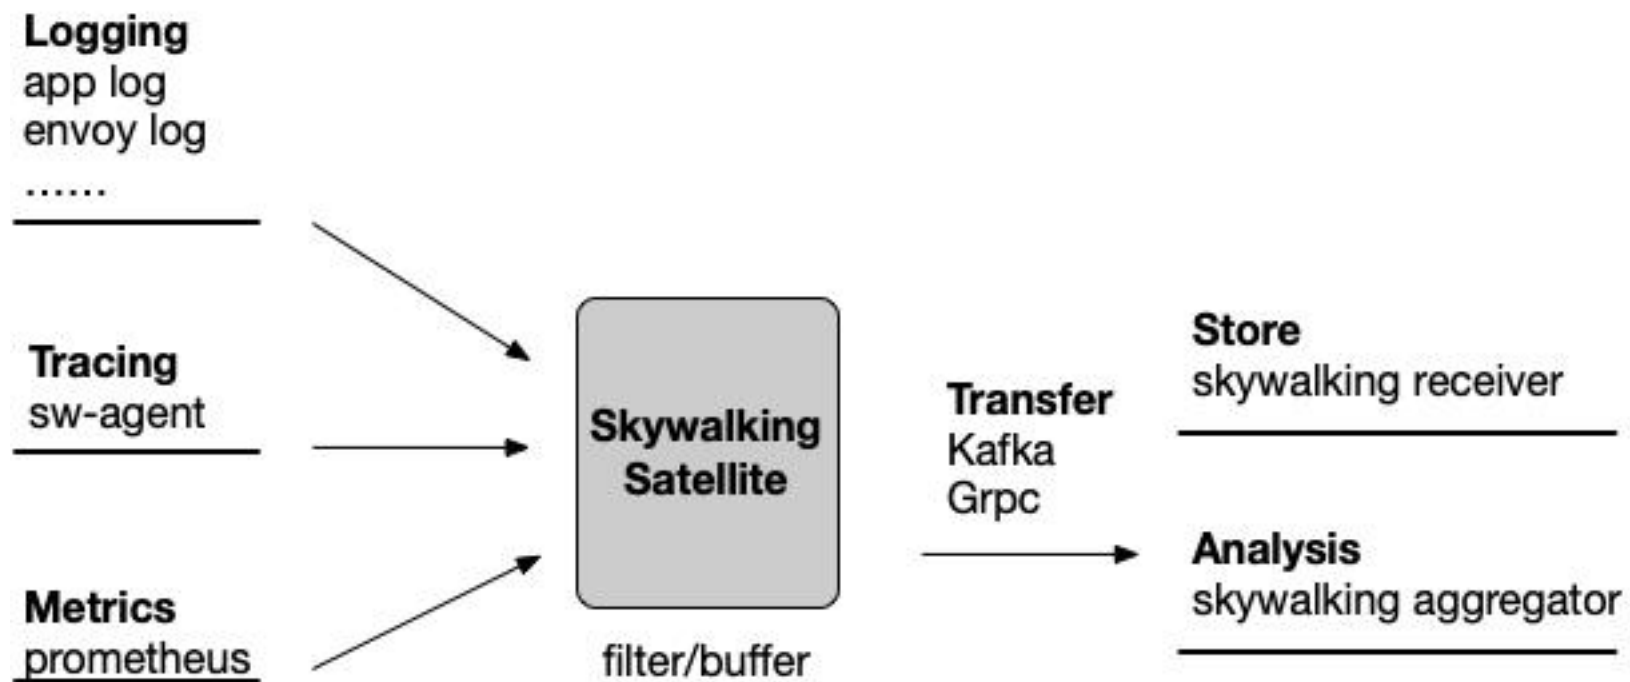 Logging
app log
envoy log
......
Tracing
sw-agent
Metrics
prometheus
Skywalking
Satellite
filter/buffer
Transfer
Kafka
Grpc
Store
skywalking receiver
Analysis
skywalking aggregator